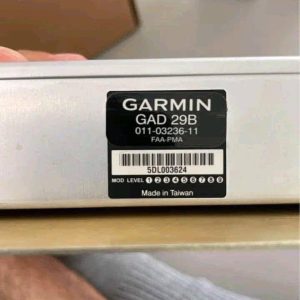 GARMIN
GAD 29B
011-03236-11
FAA-PMA
5DL003624
MOD LEVEL 1 2 3 4 5 6 7 8 9
Made in Taiwan